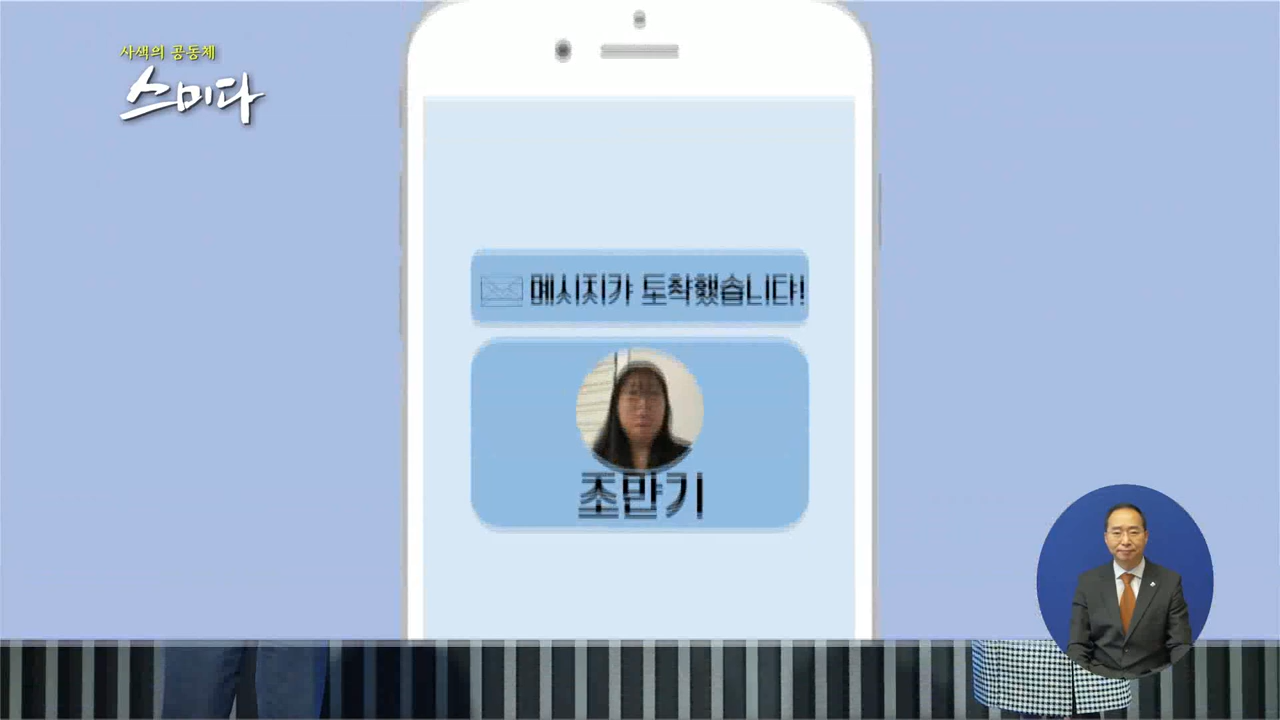 사색의 공동체
스미다
메시지가 도착했습니다!
조만기